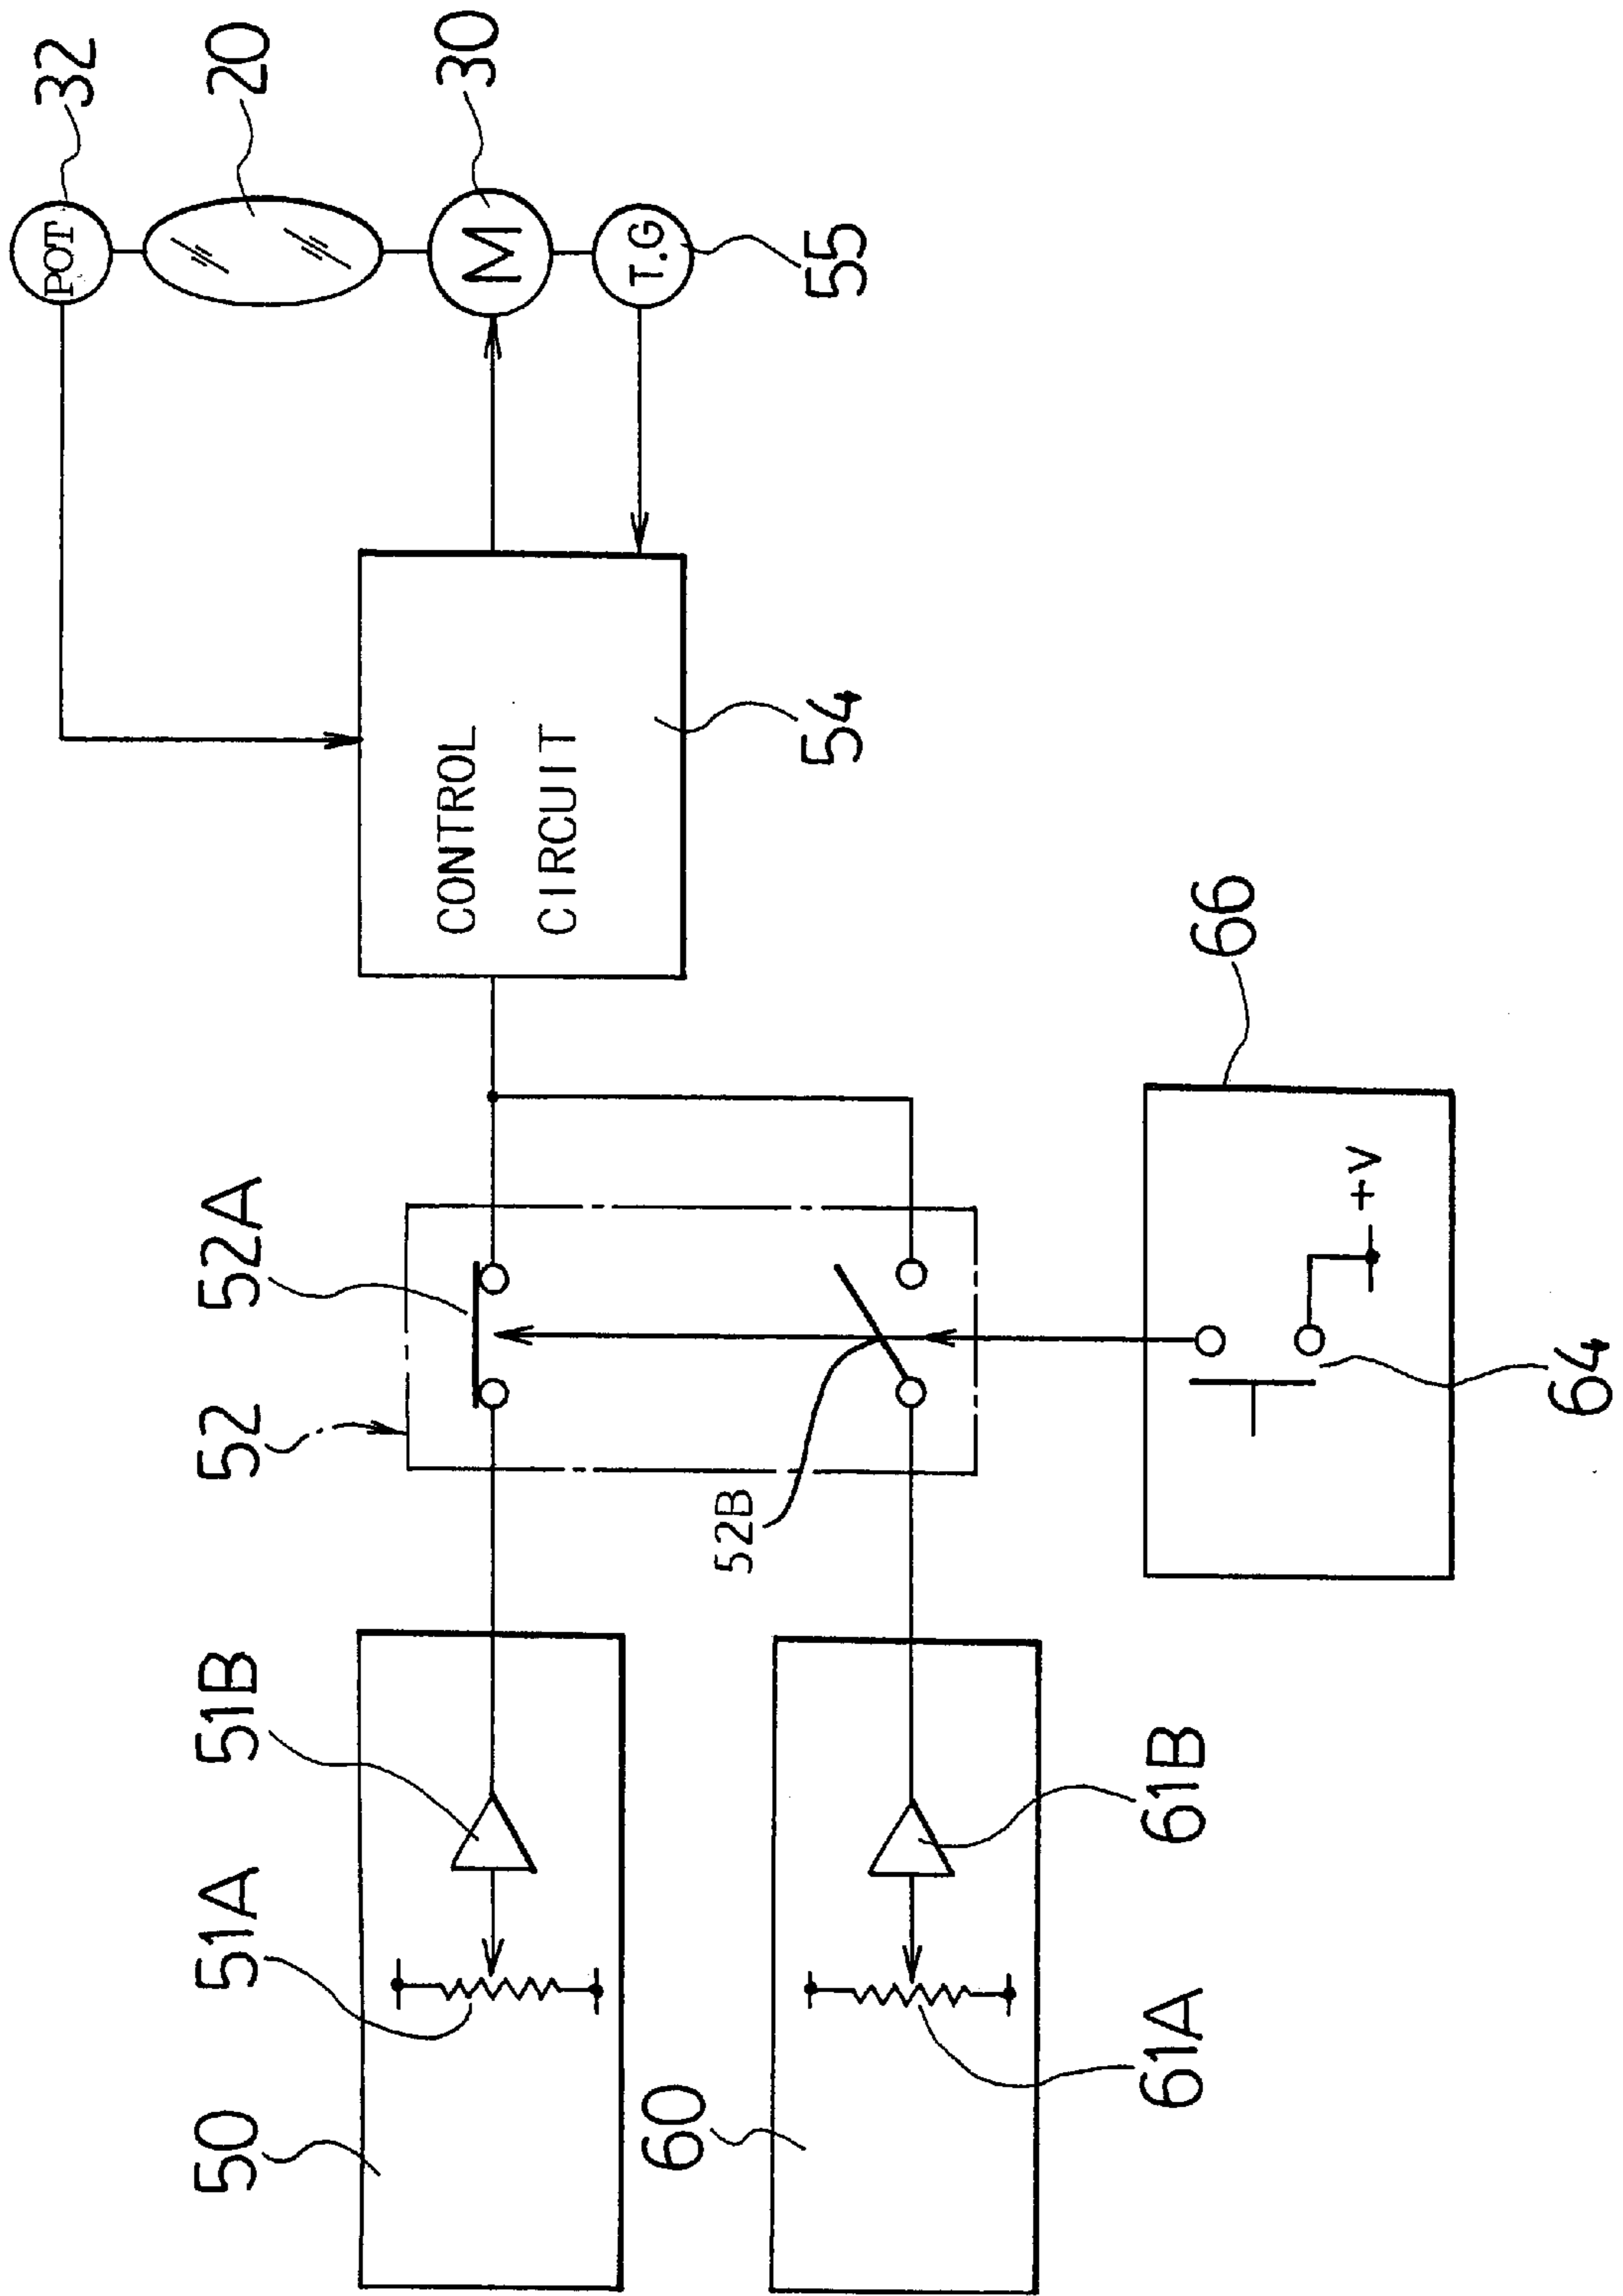 POT
32
50
51A
51B
52
52A
20
CONTROL
CIRCUIT
M
30
T.G
60
52B
54
55
61A
61B
66
+V
64